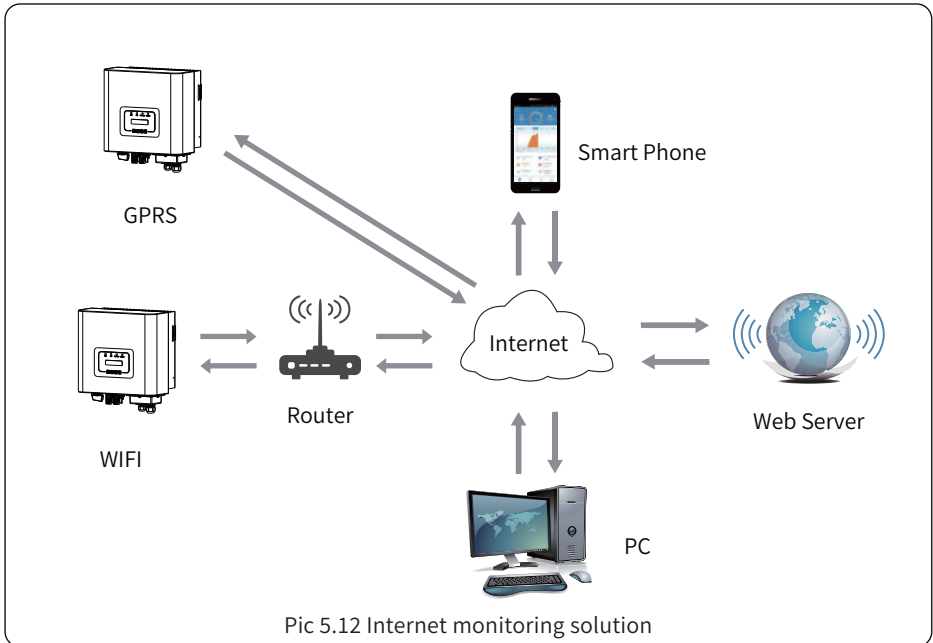 GPRS
Smart Phone
Internet
Router
WIFI
Web Server
PC
Pic 5.12 Internet monitoring solution